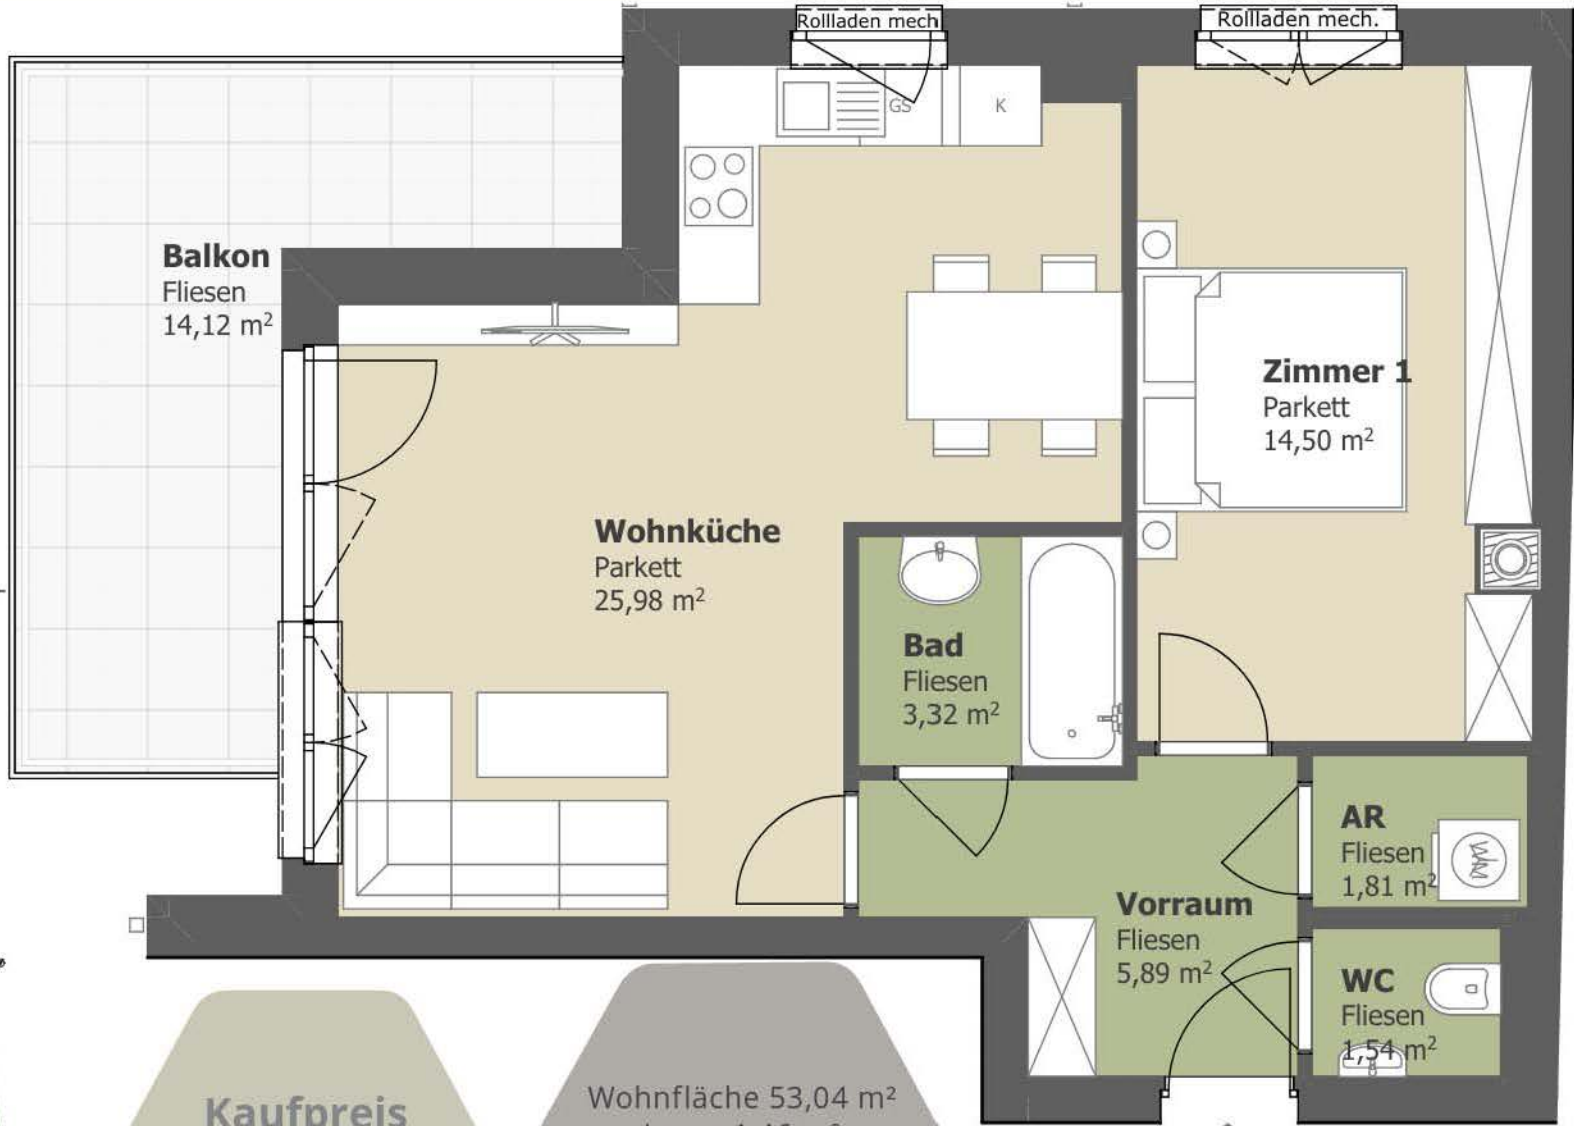 Rollladen mech
Rollladen mech.
GS
K
Balkon
Fliesen
14,12 m²
Zimmer 1
Parkett
14,50 m²
Wohnküche
Parkett
25,98 m²
Bad
Fliesen
3,32 m²
AR
Fliesen
1,81 m²
Vorraum
Fliesen
5,89 m²
WC
Fliesen
1,54 m²
Wohnfläche 53,04 m²
Kaufpreis